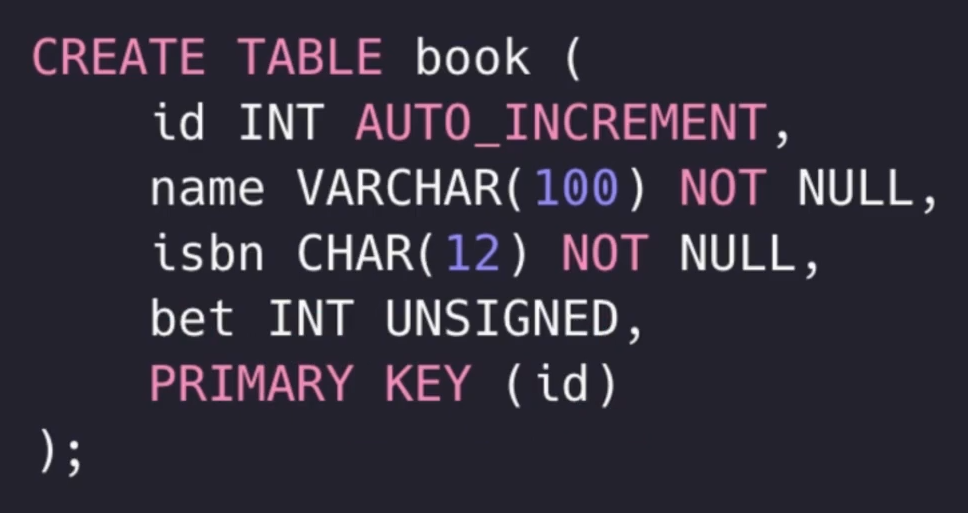 CREATE TABLE book (
    id INT AUTO_INCREMENT,
    name VARCHAR(100) NOT NULL,
    isbn CHAR(12) NOT NULL,
    bet INT UNSIGNED,
    PRIMARY KEY (id)
);